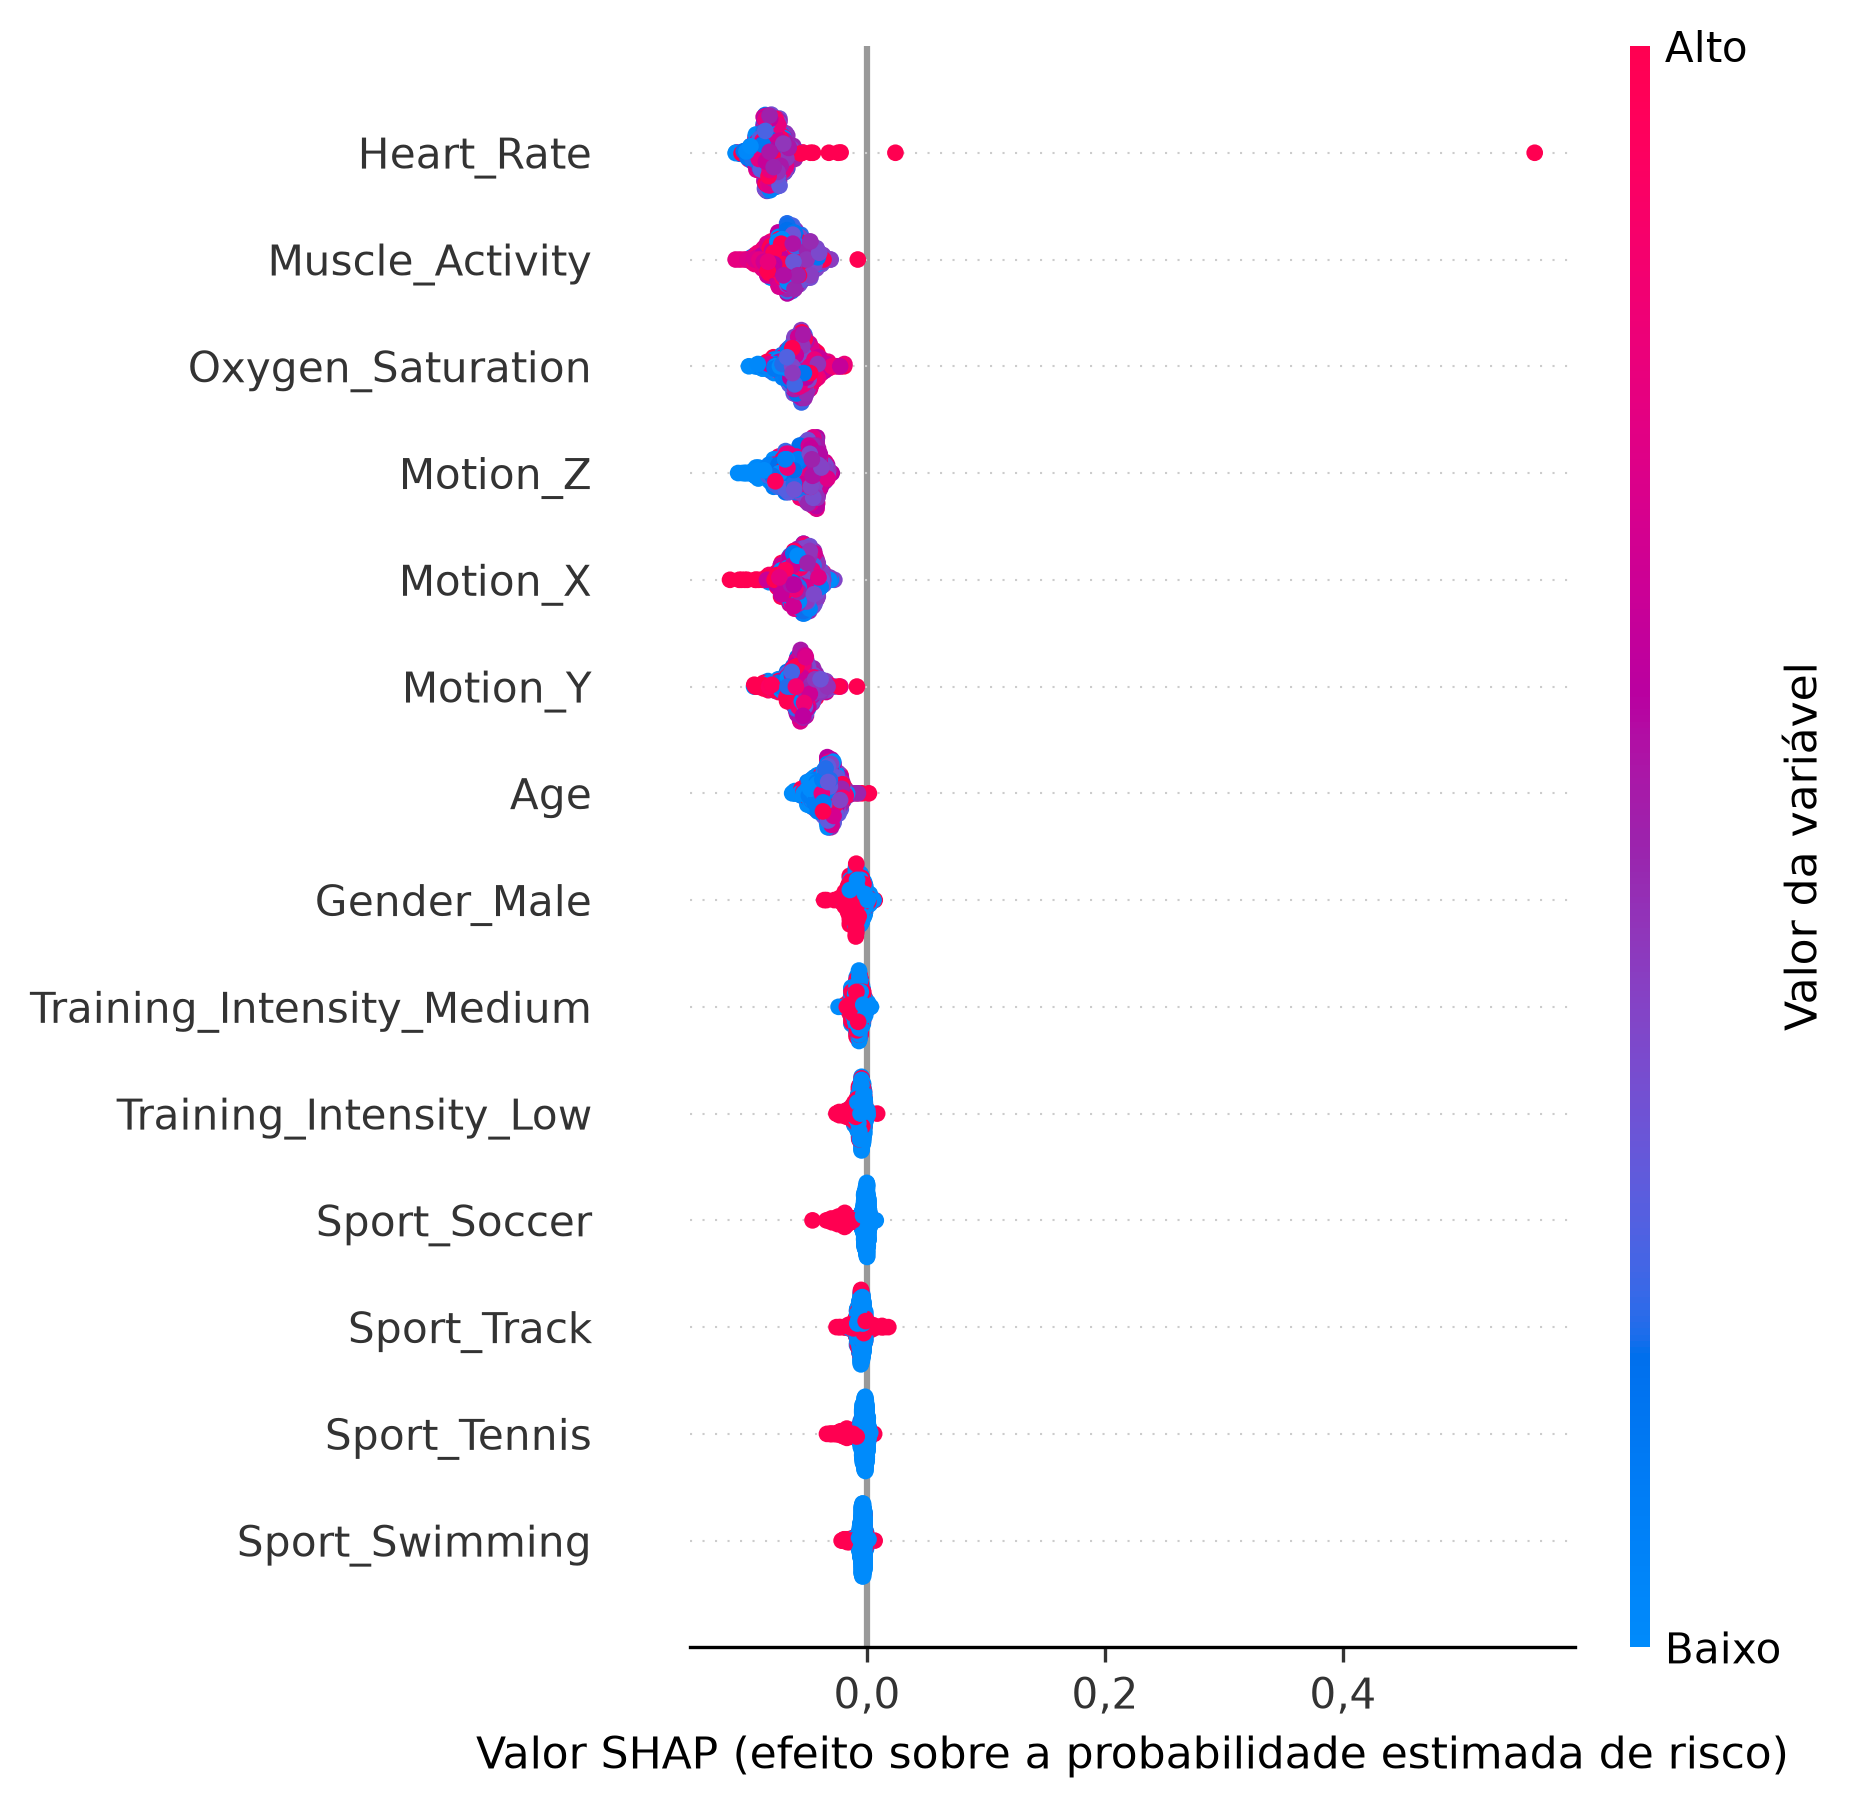 Alto
Heart_Rate
Muscle_Activity
Oxygen_Saturation
Motion_Z
Motion_X
Motion_Y
Age
Gender_Male
Training_Intensity_Medium
Training_Intensity_Low
Sport_Soccer
Sport_Track
Sport_Tennis
Sport_Swimming
Valor da variável
Baixo
0,0 0,2 0,4
Valor SHAP (efeito sobre a probabilidade estimada de risco)